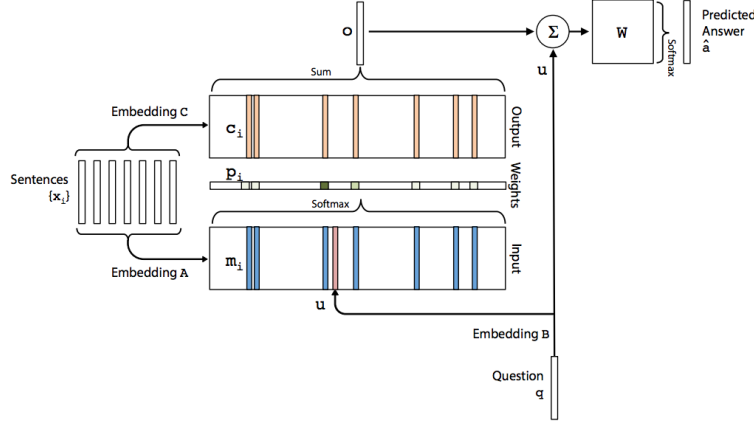 Predicted
Answer
â
Softmax
W
Σ
o
u
Sum
Embedding C
c_i
Output
Sentences
{x_i}
p_i
Weights
Softmax
m_i
Input
Embedding A
u
Embedding B
Question
q